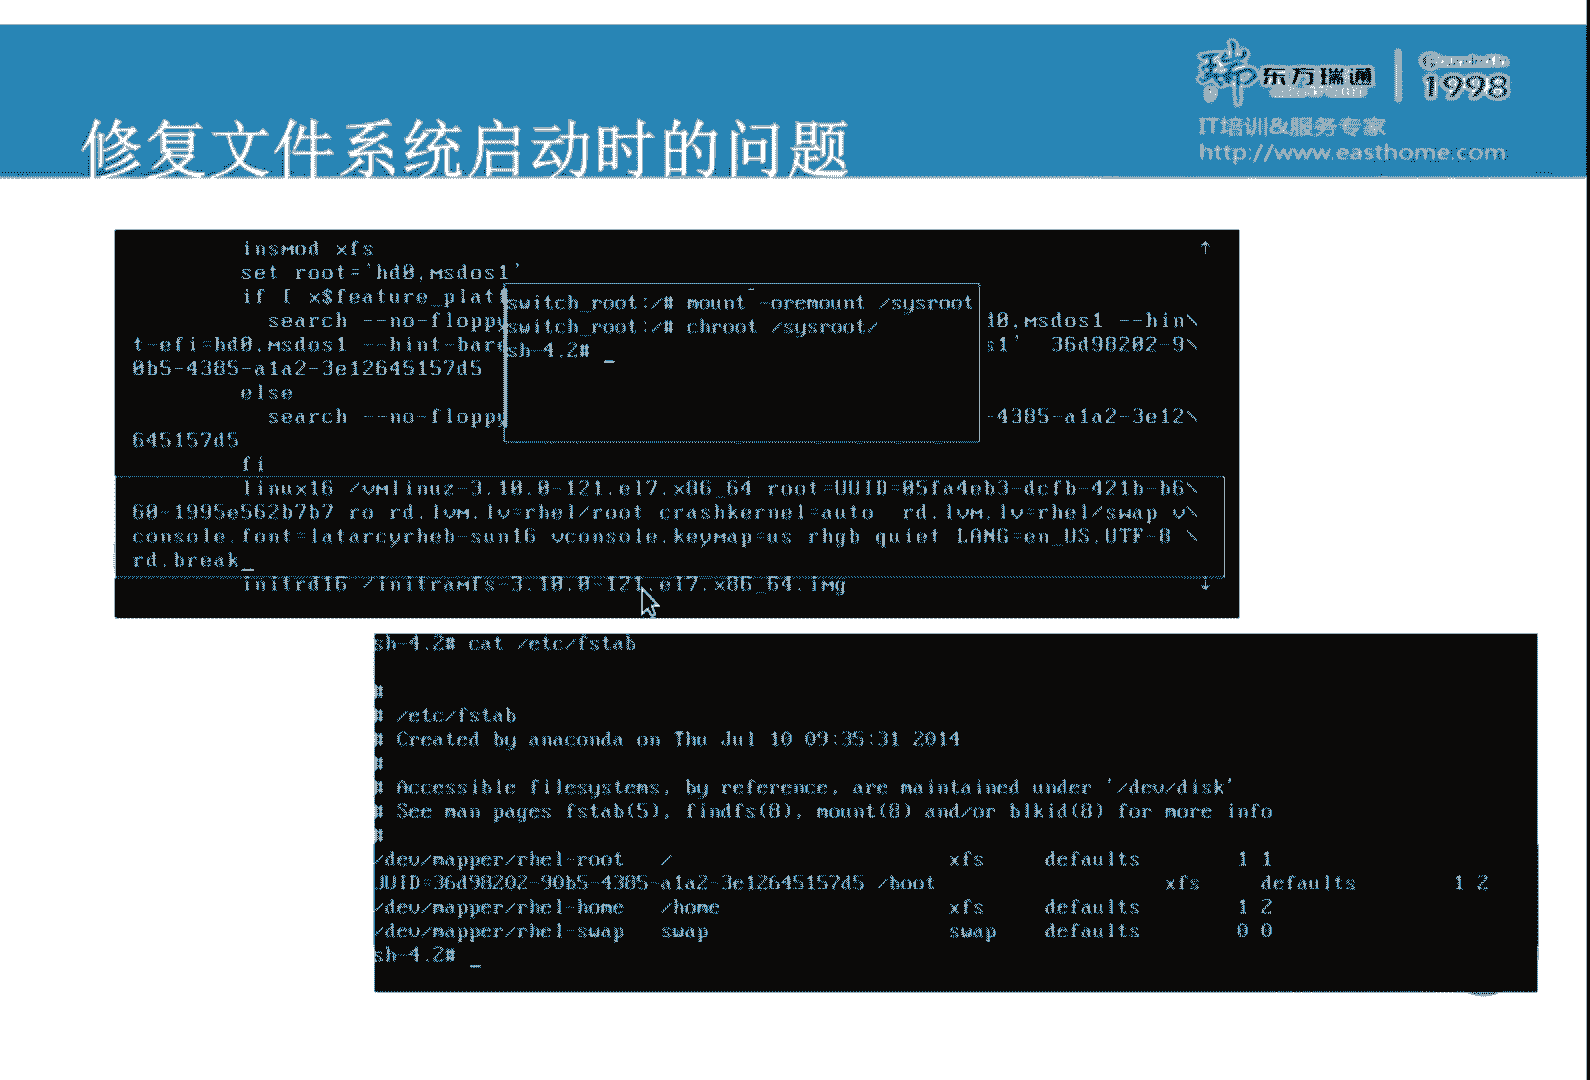 修复文件系统启动时的问题
东方瑞通
1998
IT培训&服务专家
http://www.easthome.com
insmod xfs
set root='hd0,msdos1'
if [ x$feature_plat
search --no-floppy
d0,msdos1 --hin\
t-efi=hd0,msdos1 --hint-bare
s1'  36d98202-9\
0b5-4385-a1a2-3e12645157d5
else
search --no-floppy
-4385-a1a2-3e12\
645157d5
fi
linux16 /vmlinuz-3.10.0-121.el7.x86_64 root=UUID=05fa4eb3-dcfb-421b-b6\
60-1995e562b7b7 ro rd.lvm.lv=rhel/root crashkernel=auto  rd.lvm.lv=rhel/swap v\
console.font=latarcyrheb-sun16 vconsole.keymap=us rhgb quiet LANG=en_US.UTF-8 \
rd.break_
initrd16 /initramfs-3.10.0-121.el7.x86_64.img
switch_root:/# mount -oremount /sysroot
switch_root:/# chroot /sysroot/
sh-4.2# _
sh-4.2# cat /etc/fstab
#
# /etc/fstab
# Created by anaconda on Thu Jul 10 09:35:31 2014
#
# Accessible filesystems, by reference, are maintained under '/dev/disk'
# See man pages fstab(5), findfs(8), mount(8) and/or blkid(8) for more info
#
/dev/mapper/rhel-root   /                       xfs     defaults        1 1
UUID=36d98202-90b5-4385-a1a2-3e12645157d5 /boot                   xfs     defaults        1 2
/dev/mapper/rhel-home   /home                   xfs     defaults        1 2
/dev/mapper/rhel-swap   swap                    swap    defaults        0 0
sh-4.2# _